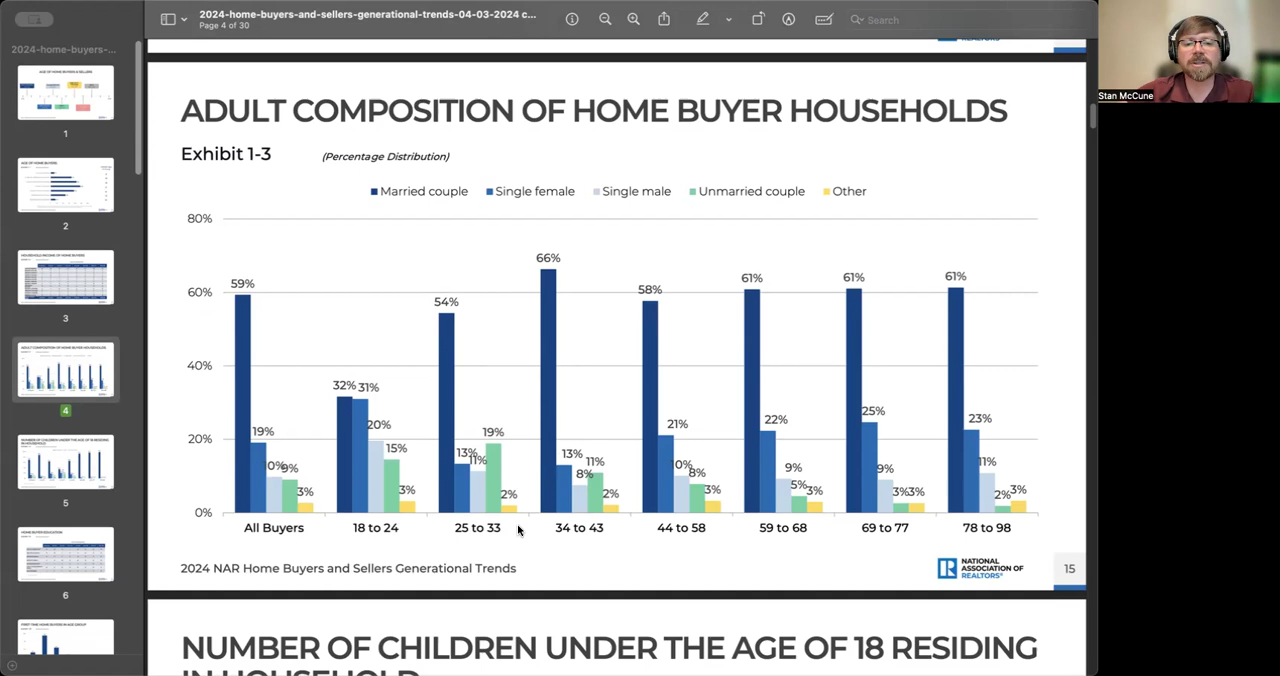 2024-home-buyers-and-sellers-generational-trends-04-03-2024 c...
Page 4 of 30
Search
Stan McCune
2024-home-buyers-...
1
2
3
4
5
6
REALTORS
ADULT COMPOSITION OF HOME BUYER HOUSEHOLDS
Exhibit 1-3 (Percentage Distribution)
Married couple Single female Single male Unmarried couple Other
80%
60%
40%
20%
0%
59% 19% 10% 9% 3%
32% 31% 20% 15% 3%
54% 13% 11% 19% 2%
66% 13% 8% 11% 2%
58% 21% 10% 8% 3%
61% 22% 9% 5% 3%
61% 25% 9% 3% 3%
61% 23% 11% 2% 3%
All Buyers 18 to 24 25 to 33 34 to 43 44 to 58 59 to 68 69 to 77 78 to 98
2024 NAR Home Buyers and Sellers Generational Trends
NATIONAL
ASSOCIATION OF
REALTORS®
15
NUMBER OF CHILDREN UNDER THE AGE OF 18 RESIDING
IN HOUSEHOLD